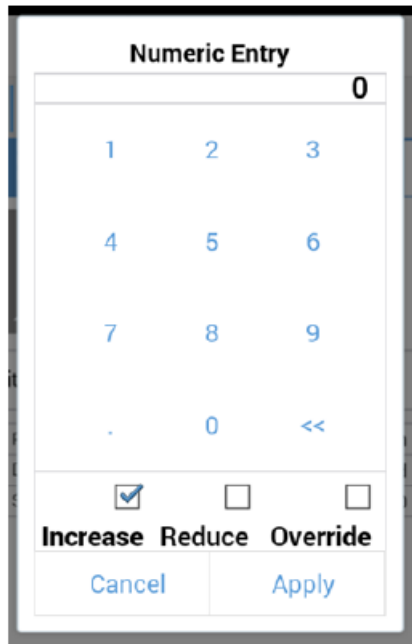 Numeric Entry
0
1 2 3
4 5 6
7 8 9
. 0 <<
Increase Reduce Override
Cancel Apply